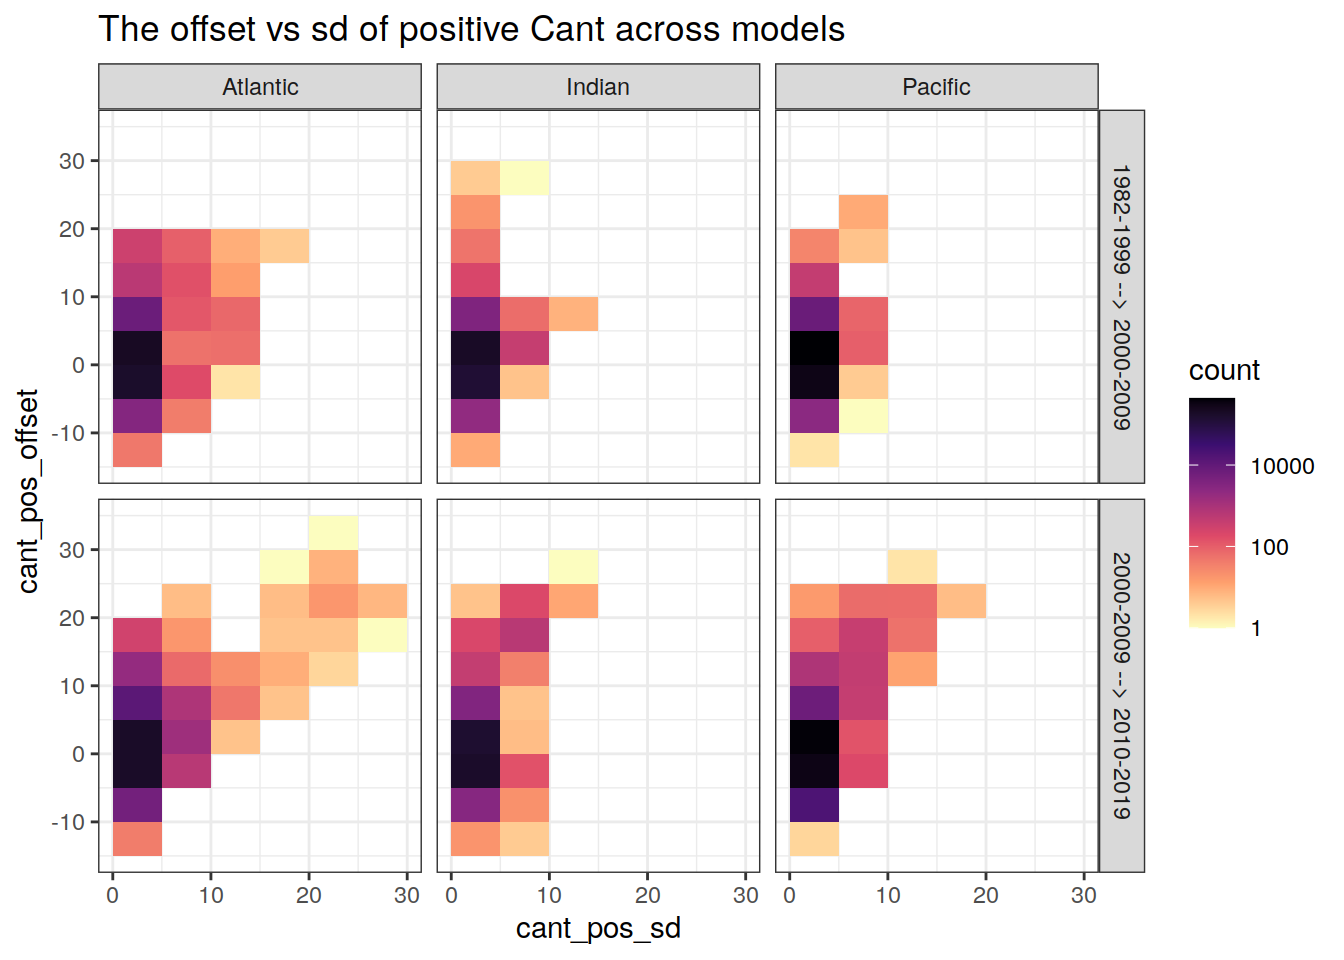 The offset vs sd of positive Cant across models
Atlantic
Indian
Pacific
30
20
10
0
-10
1982-1999 --> 2000-2009
30
20
10
0
-10
2000-2009 --> 2010-2019
cant_pos_offset
0 10 20 30
0 10 20 30
0 10 20 30
cant_pos_sd
count
10000
100
1